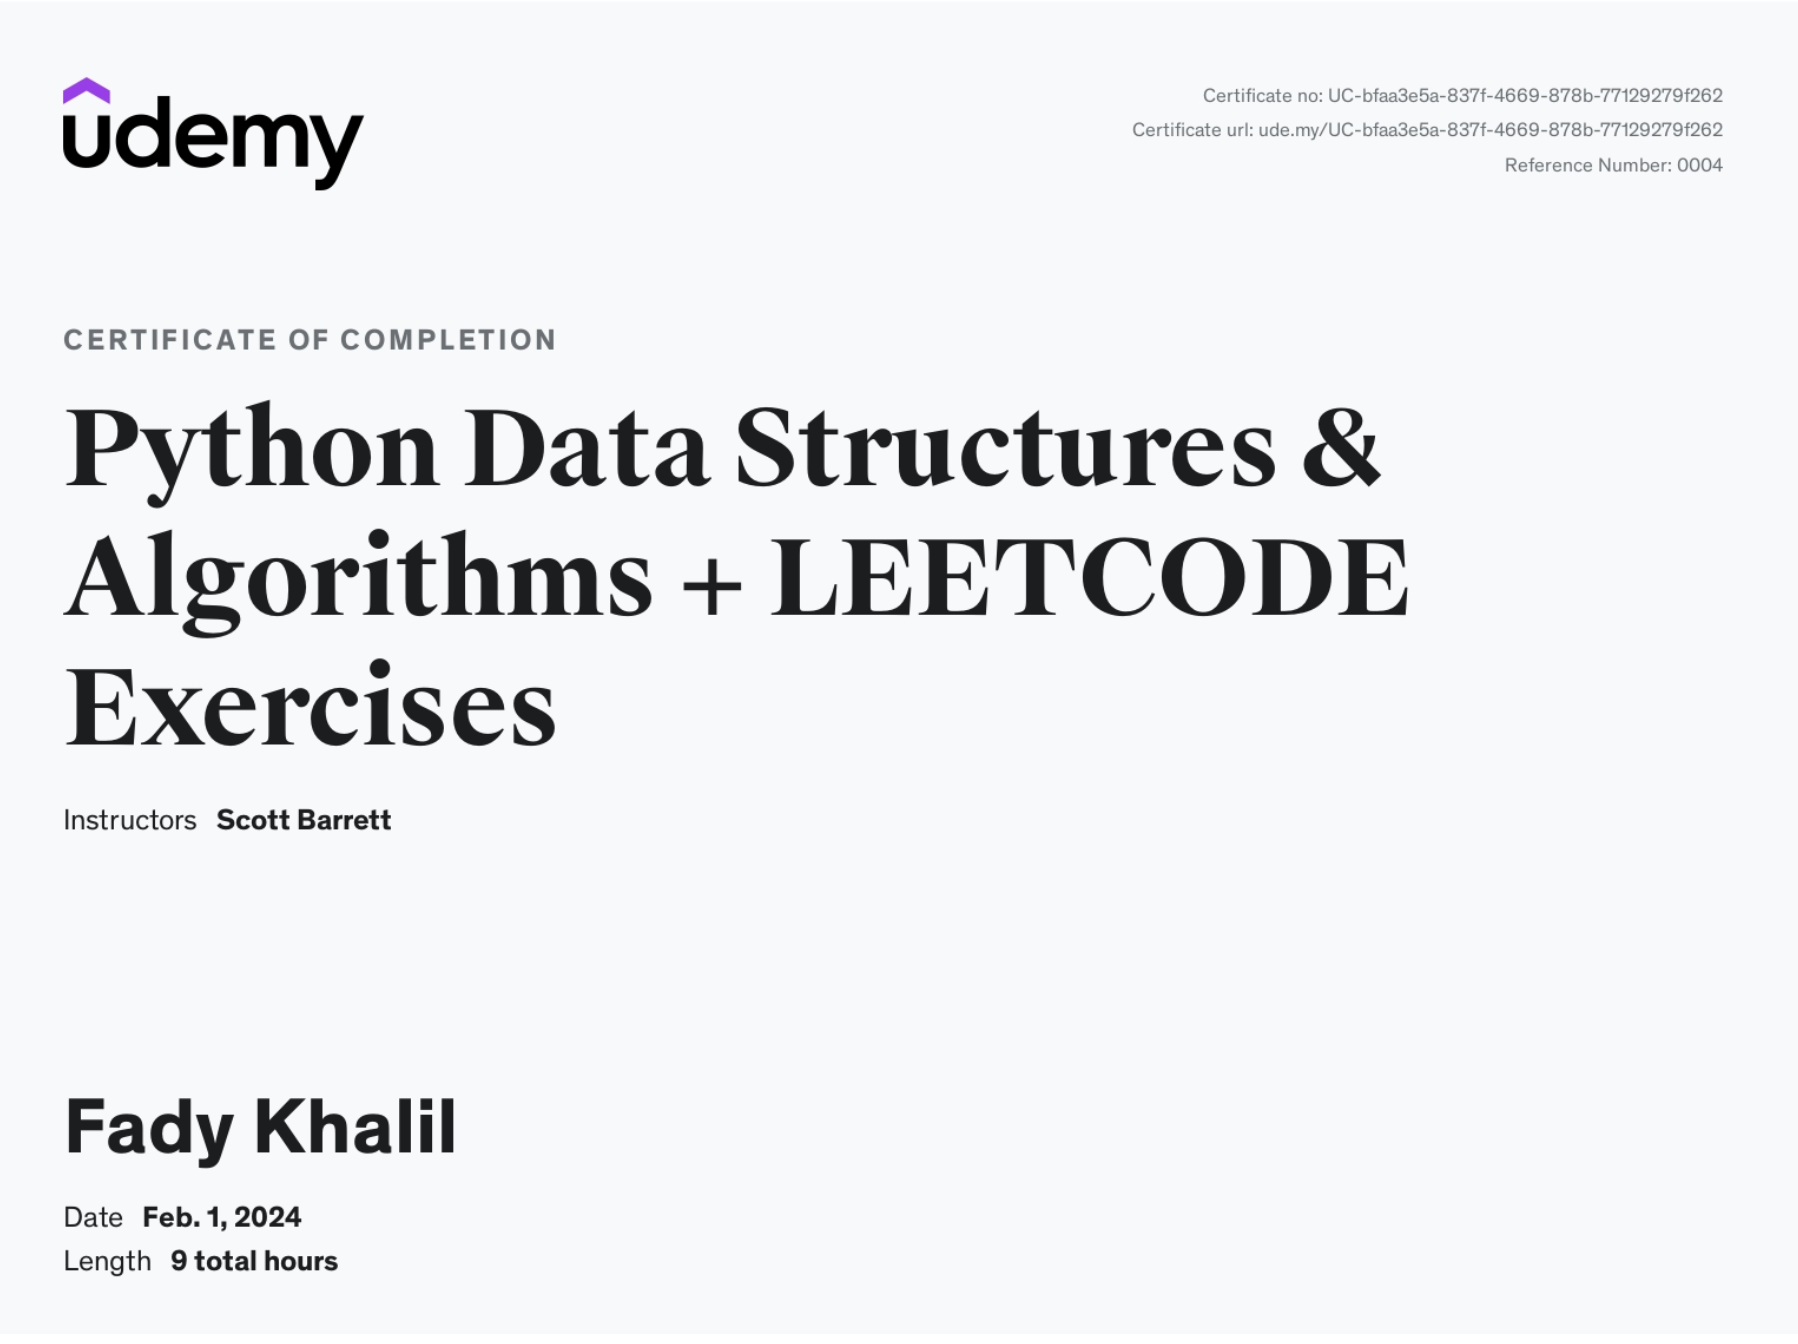 udemy
Certificate no: UC-bfaa3e5a-837f-4669-878b-77129279f262
Certificate url: ude.my/UC-bfaa3e5a-837f-4669-878b-77129279f262
Reference Number: 0004
CERTIFICATE OF COMPLETION
Python Data Structures &
Algorithms + LEETCODE
Exercises
Instructors Scott Barrett
Fady Khalil
Date Feb. 1, 2024
Length 9 total hours